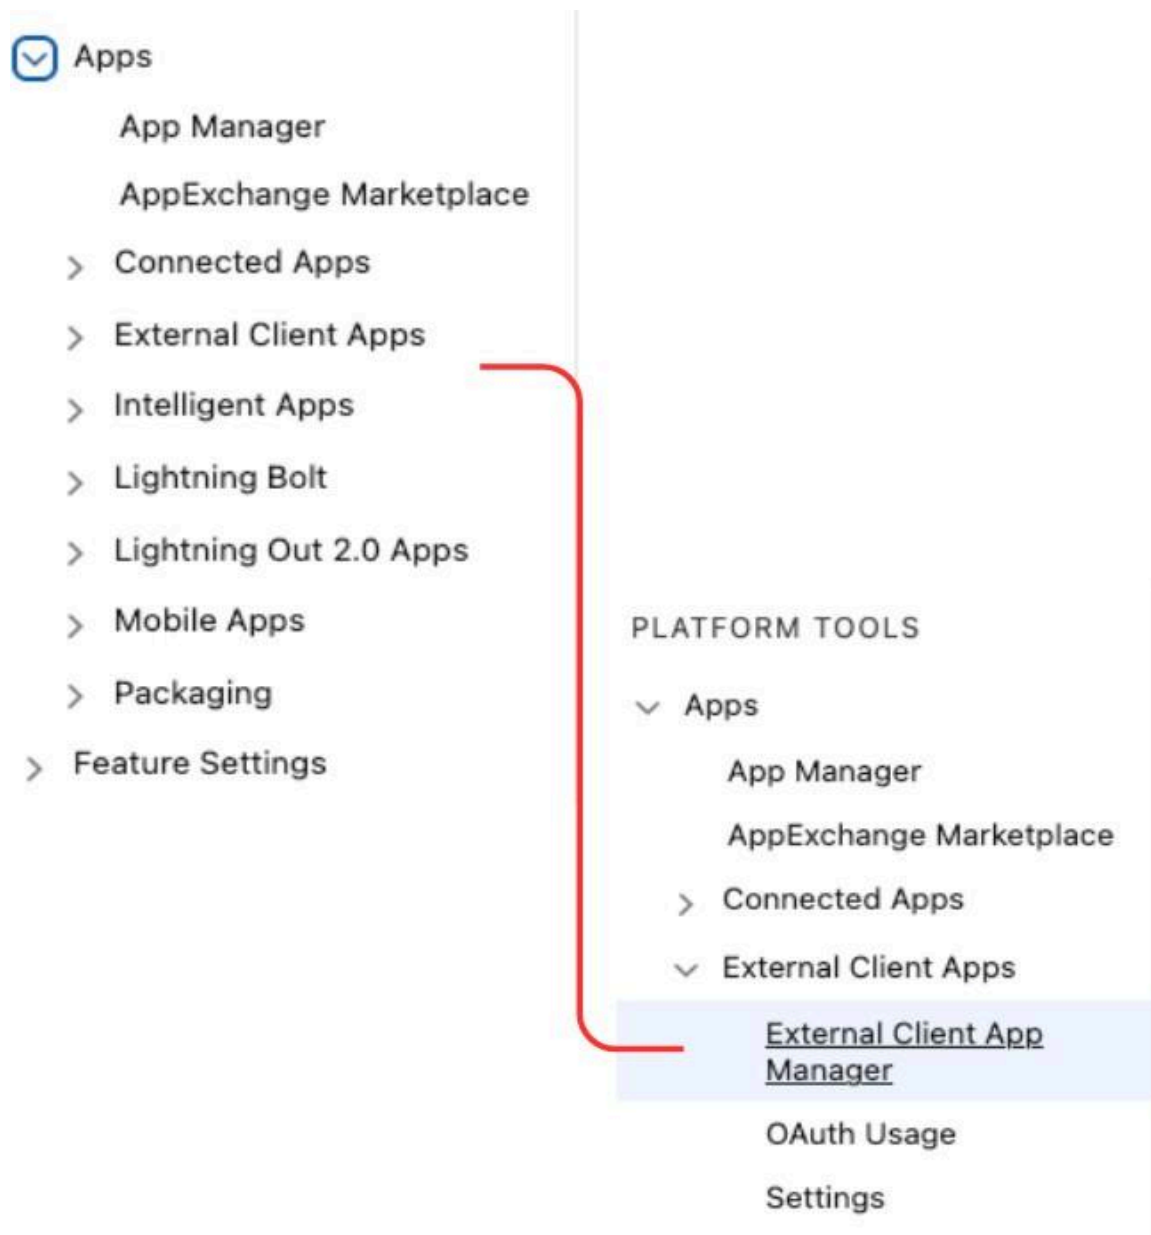 Apps
App Manager
AppExchange Marketplace
Connected Apps
External Client Apps
Intelligent Apps
Lightning Bolt
Lightning Out 2.0 Apps
Mobile Apps
Packaging
Feature Settings
PLATFORM TOOLS
Apps
App Manager
AppExchange Marketplace
Connected Apps
External Client Apps
External Client App
Manager
OAuth Usage
Settings